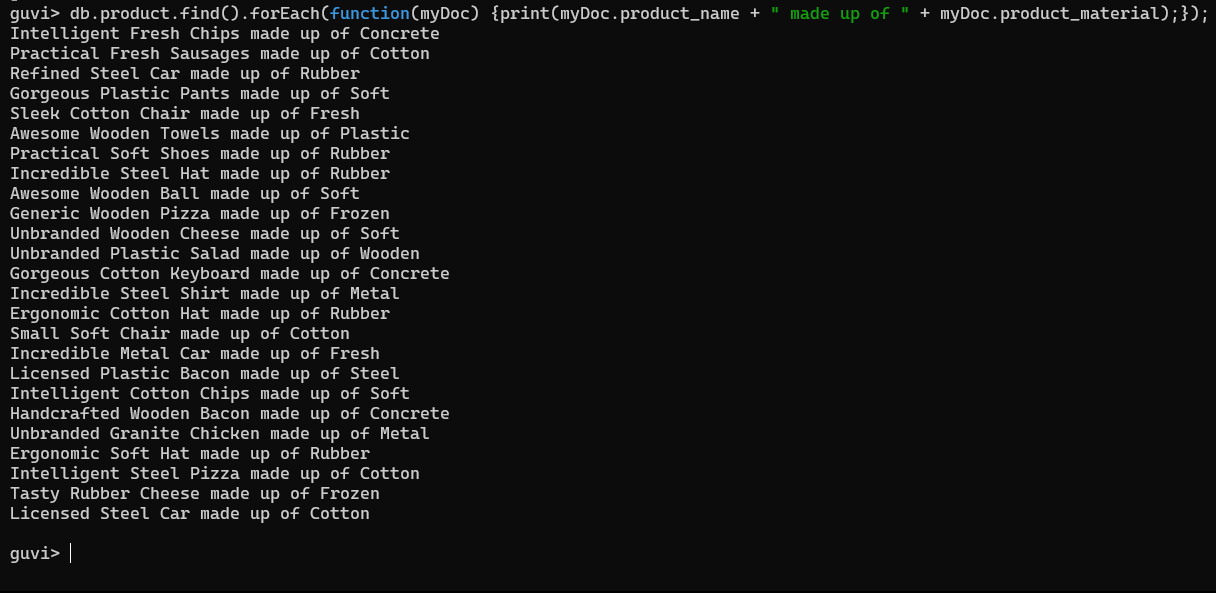 guvi> db.product.find().forEach(function(myDoc) {print(myDoc.product_name + " made up of " + myDoc.product_material);});
Intelligent Fresh Chips made up of Concrete
Practical Fresh Sausages made up of Cotton
Refined Steel Car made up of Rubber
Gorgeous Plastic Pants made up of Soft
Sleek Cotton Chair made up of Fresh
Awesome Wooden Towels made up of Plastic
Practical Soft Shoes made up of Rubber
Incredible Steel Hat made up of Rubber
Awesome Wooden Ball made up of Soft
Generic Wooden Pizza made up of Frozen
Unbranded Wooden Cheese made up of Soft
Unbranded Plastic Salad made up of Wooden
Gorgeous Cotton Keyboard made up of Concrete
Incredible Steel Shirt made up of Metal
Ergonomic Cotton Hat made up of Rubber
Small Soft Chair made up of Cotton
Incredible Metal Car made up of Fresh
Licensed Plastic Bacon made up of Steel
Intelligent Cotton Chips made up of Soft
Handcrafted Wooden Bacon made up of Concrete
Unbranded Granite Chicken made up of Metal
Ergonomic Soft Hat made up of Rubber
Intelligent Steel Pizza made up of Cotton
Tasty Rubber Cheese made up of Frozen
Licensed Steel Car made up of Cotton
guvi>